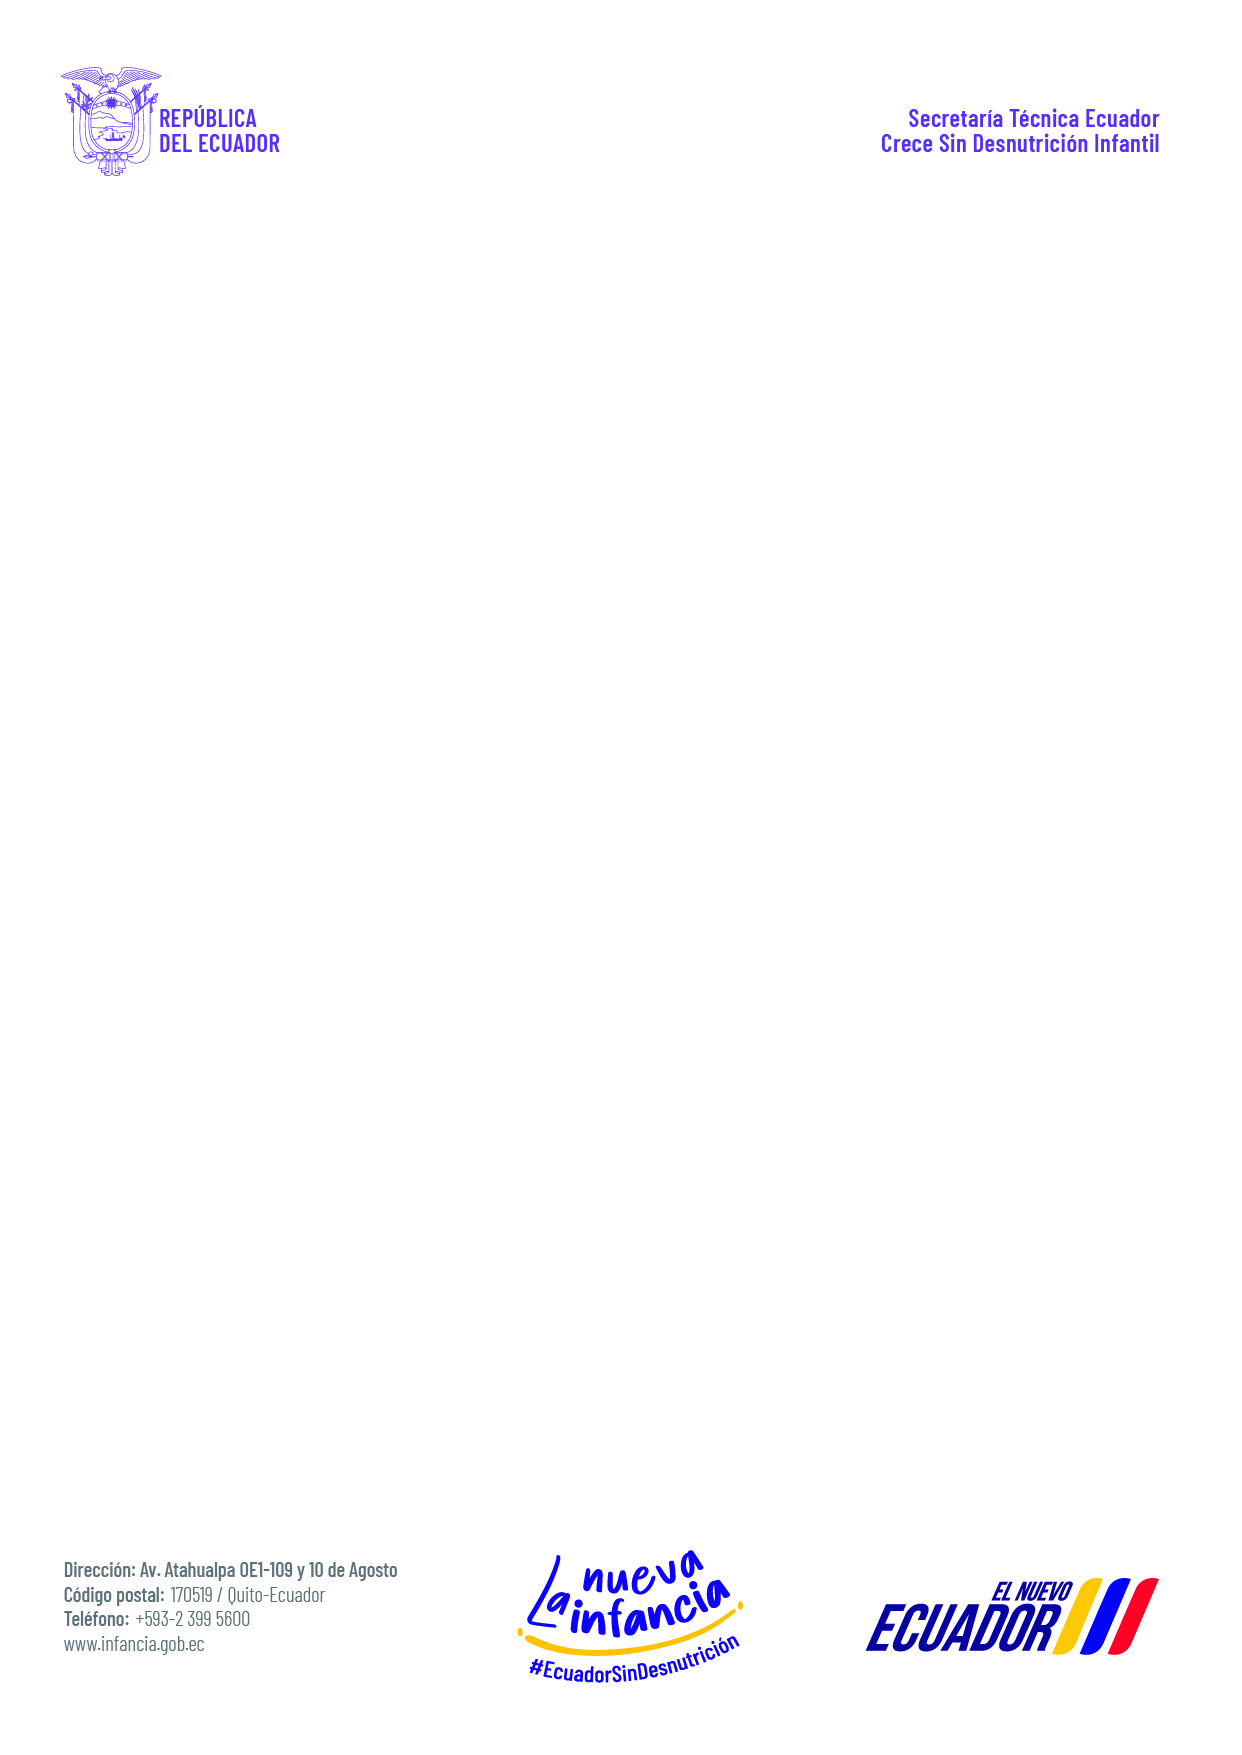 REPÚBLICA
DEL ECUADOR
Secretaría Técnica Ecuador
Crece Sin Desnutrición Infantil
Dirección: Av. Atahualpa OE1-109 y 10 de Agosto
Código postal: 170519 / Quito-Ecuador
Teléfono: +593-2 399 5600
www.infancia.gob.ec
La nueva
infancia
#EcuadorSinDesnutrición
EL NUEVO
ECUADOR